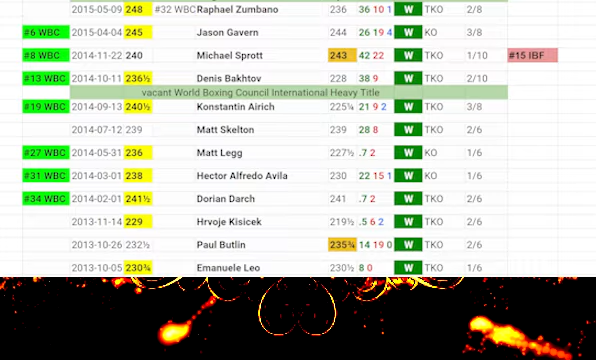 2015-05-09 248 #32 WBC Raphael Zumbano 236 36 10 1 W TKO 2/8
#6 WBC 2015-04-04 245 Jason Gavern 244 26 19 4 W KO 3/8
#8 WBC 2014-11-22 240 Michael Sprott 243 42 22 W TKO 1/10 #15 IBF
#13 WBC 2014-10-11 236½ Denis Bakhtov 228 38 9 W TKO 2/10
vacant World Boxing Council International Heavy Title
#19 WBC 2014-09-13 240½ Konstantin Airich 225¼ 21 9 2 W TKO 3/8
2014-07-12 239 Matt Skelton 239 28 8 W TKO 2/6
#27 WBC 2014-05-31 236 Matt Legg 227½ .7 2 W KO 1/6
#31 WBC 2014-03-01 238 Hector Alfredo Avila 230 22 15 1 W KO 1/6
#34 WBC 2014-02-01 241½ Dorian Darch 241 .7 2 W TKO 2/6
2013-11-14 229 Hrvoje Kisicek 219½ .5 6 2 W TKO 2/6
2013-10-26 232½ Paul Butlin 235¾ 14 19 0 W TKO 2/6
2013-10-05 230¾ Emanuele Leo 230½ 8 0 W TKO 1/6